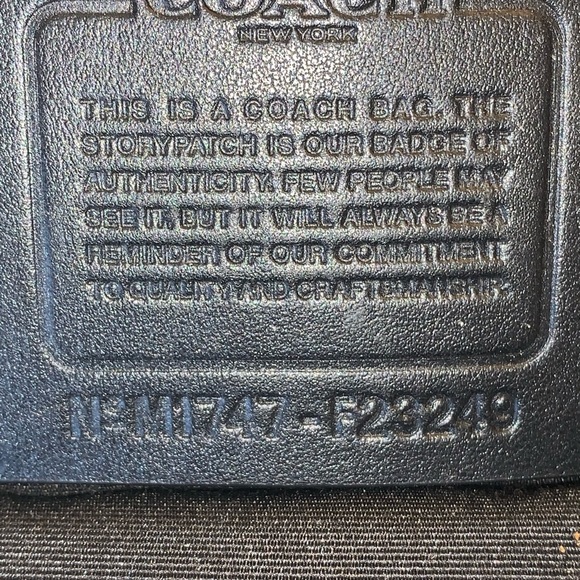 COACH
NEW YORK
THIS IS A COACH BAG. THE
STORYPATCH IS OUR BADGE OF
AUTHENTICITY. FEW PEOPLE MAY
SEE IT, BUT IT WILL ALWAYS BE A
REMINDER OF OUR COMMITMENT
TO QUALITY AND CRAFTSMANSHIP.
Nº M1747-F23249